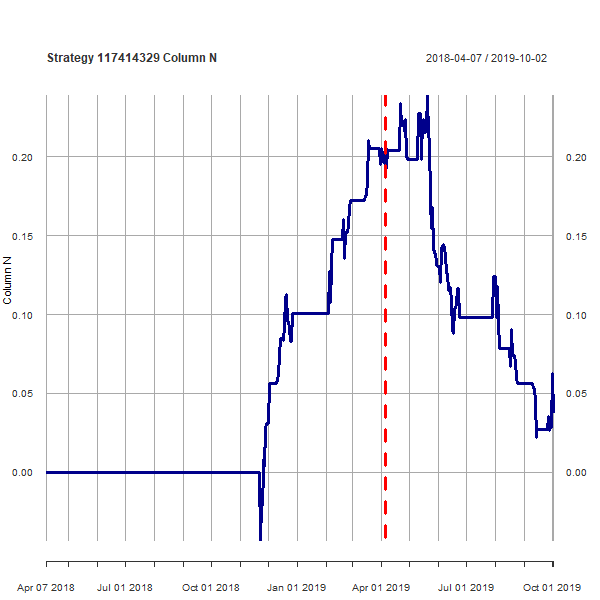 Strategy 117414329 Column N
2018-04-07 / 2019-10-02
0.20
0.20
0.15
0.15
Column N
0.10
0.10
0.05
0.05
0.00
0.00
Apr 07 2018
Jul 01 2018
Oct 01 2018
Jan 01 2019
Apr 01 2019
Jul 01 2019
Oct 01 2019